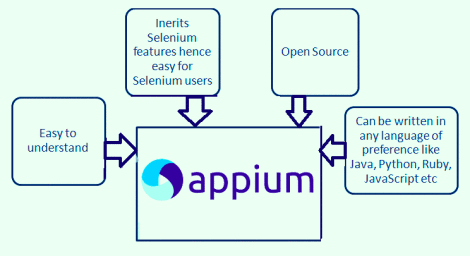 Inerits
Selenium
features hence
easy for
Selenium users
Open Source
Easy to
understand
Can be written in
any language of
preference like
Java, Python, Ruby,
JavaScript etc
appium